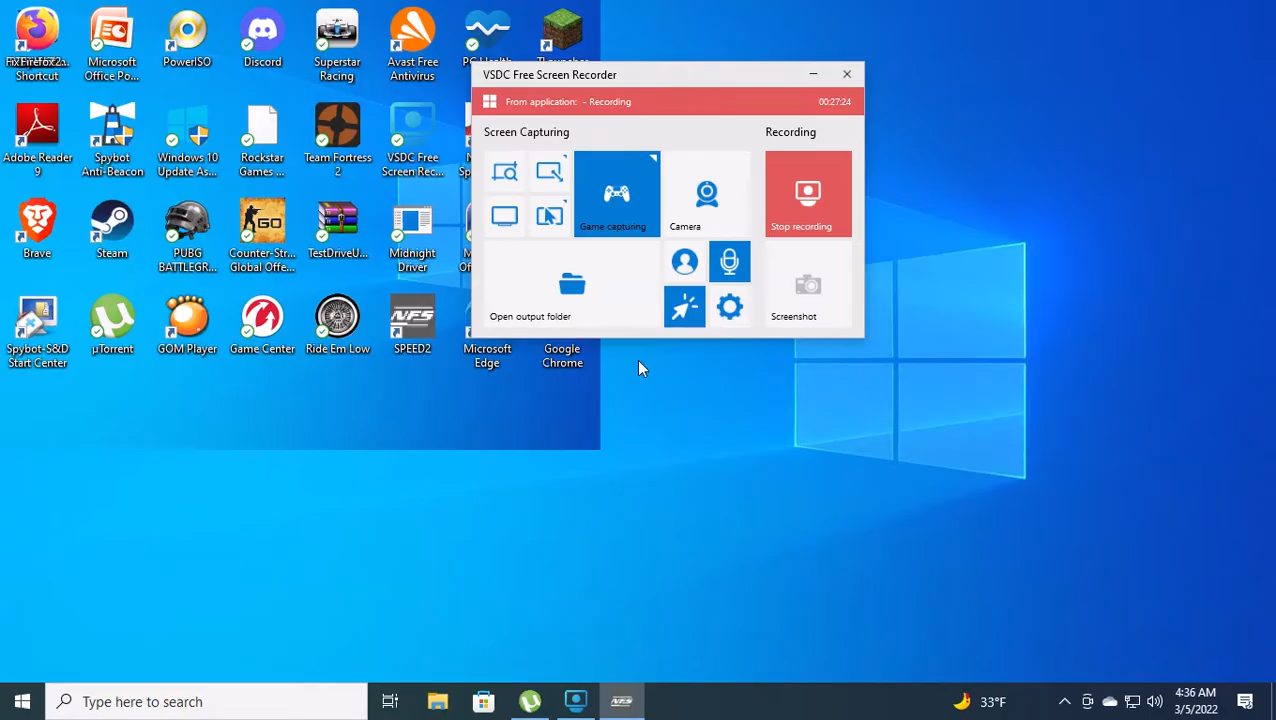 Shortcut
Microsoft
Office Po...
PowerISO
Discord
Superstar
Racing
Avast Free
Antivirus
VSDC Free Screen Recorder
From application: - Recording
00:27:24
Screen Capturing
Recording
Game capturing
Camera
Stop recording
Open output folder
Screenshot
Adobe Reader
9
Spybot
Anti-Beacon
Windows 10
Update As...
Rockstar
Games ...
Team Fortress
2
VSDC Free
Screen Rec...
Brave
Steam
PUBG
BATTLEGR...
GO
Counter-Str...
Global Offe...
TestDriveU...
Midnight
Driver
Spybot-S&D
Start Center
µTorrent
GOM Player
Game Center
Ride Em Low
NFS
SPEED2
Microsoft
Edge
Google
Chrome
Type here to search
NFS
33°F
4:36 AM
3/5/2022